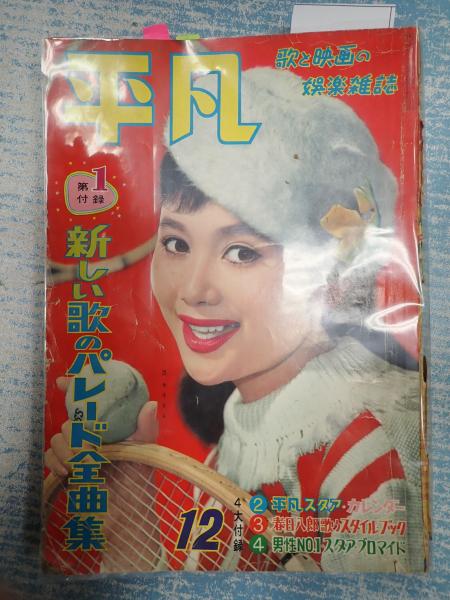 平凡
歌と映画の
娯楽雑誌
第1付録
新しい歌のパレード全曲集
12
4大付録
②平凡スタア・カレンダー
③春日八郎歌のスタイルブック
④男性NO.1スタアブロマイド